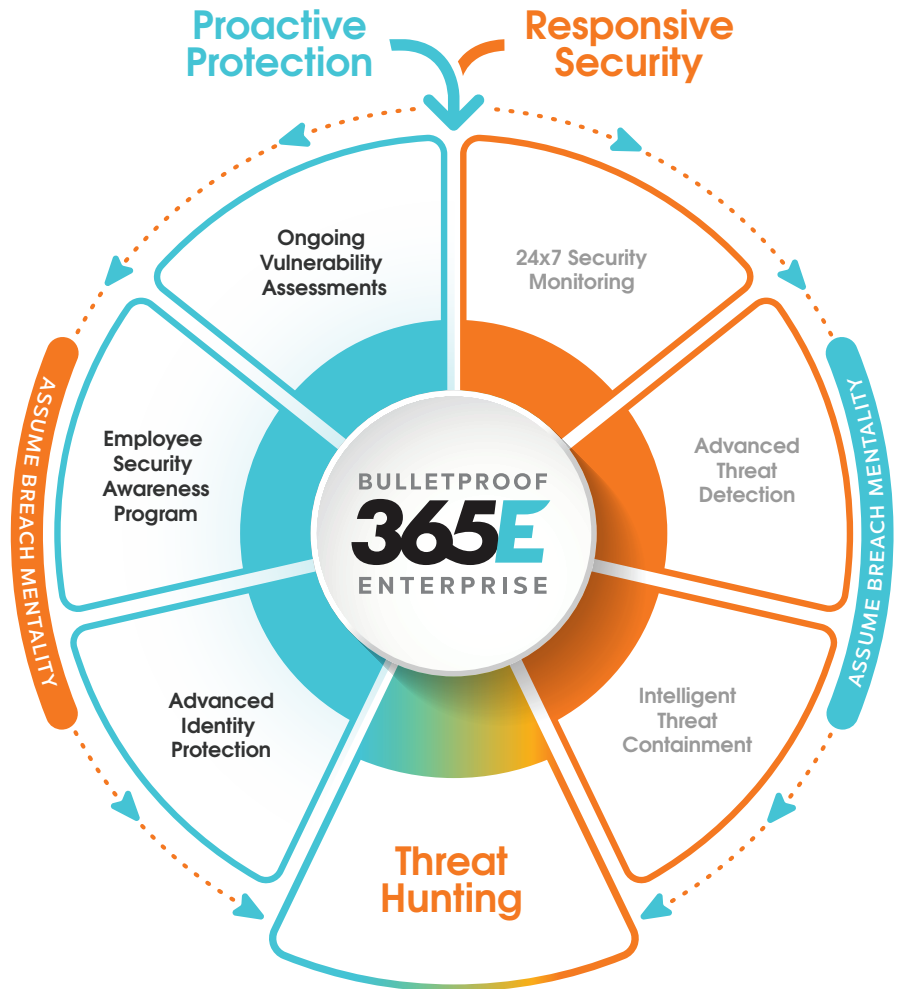 Proactive
Protection
Responsive
Security
Ongoing
Vulnerability
Assessments
24x7 Security
Monitoring
Employee
Security
Awareness
Program
Advanced
Threat
Detection
ASSUME BREACH MENTALITY
ASSUME BREACH MENTALITY
BULLETPROOF
365E
ENTERPRISE
Advanced
Identity
Protection
Intelligent
Threat
Containment
Threat
Hunting